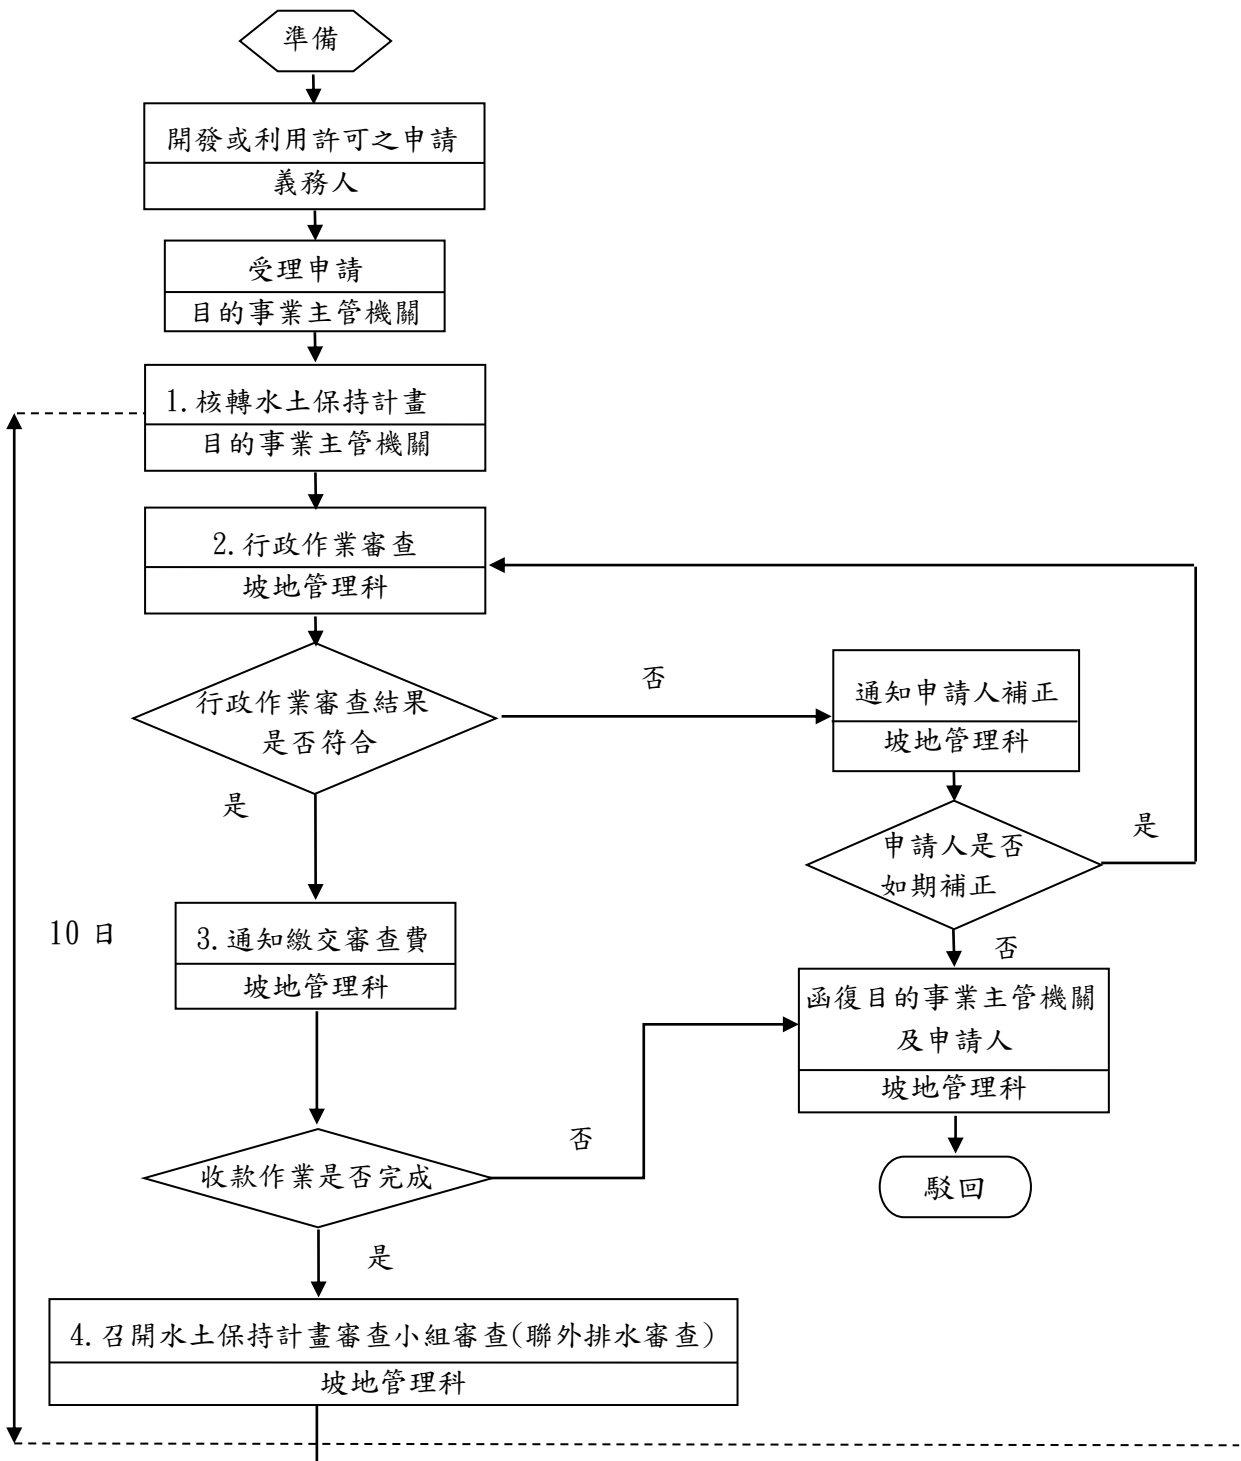 準備
開發或利用許可之申請
義務人
受理申請
目的事業主管機關
1.核轉水土保持計畫
目的事業主管機關
2.行政作業審查
坡地管理科
行政作業審查結果
是否符合
否
通知申請人補正
坡地管理科
是
申請人是否
如期補正
是
否
10 日
3.通知繳交審查費
坡地管理科
函復目的事業主管機關
及申請人
坡地管理科
收款作業是否完成
否
駁回
是
4.召開水土保持計畫審查小組審查(聯外排水審查)
坡地管理科